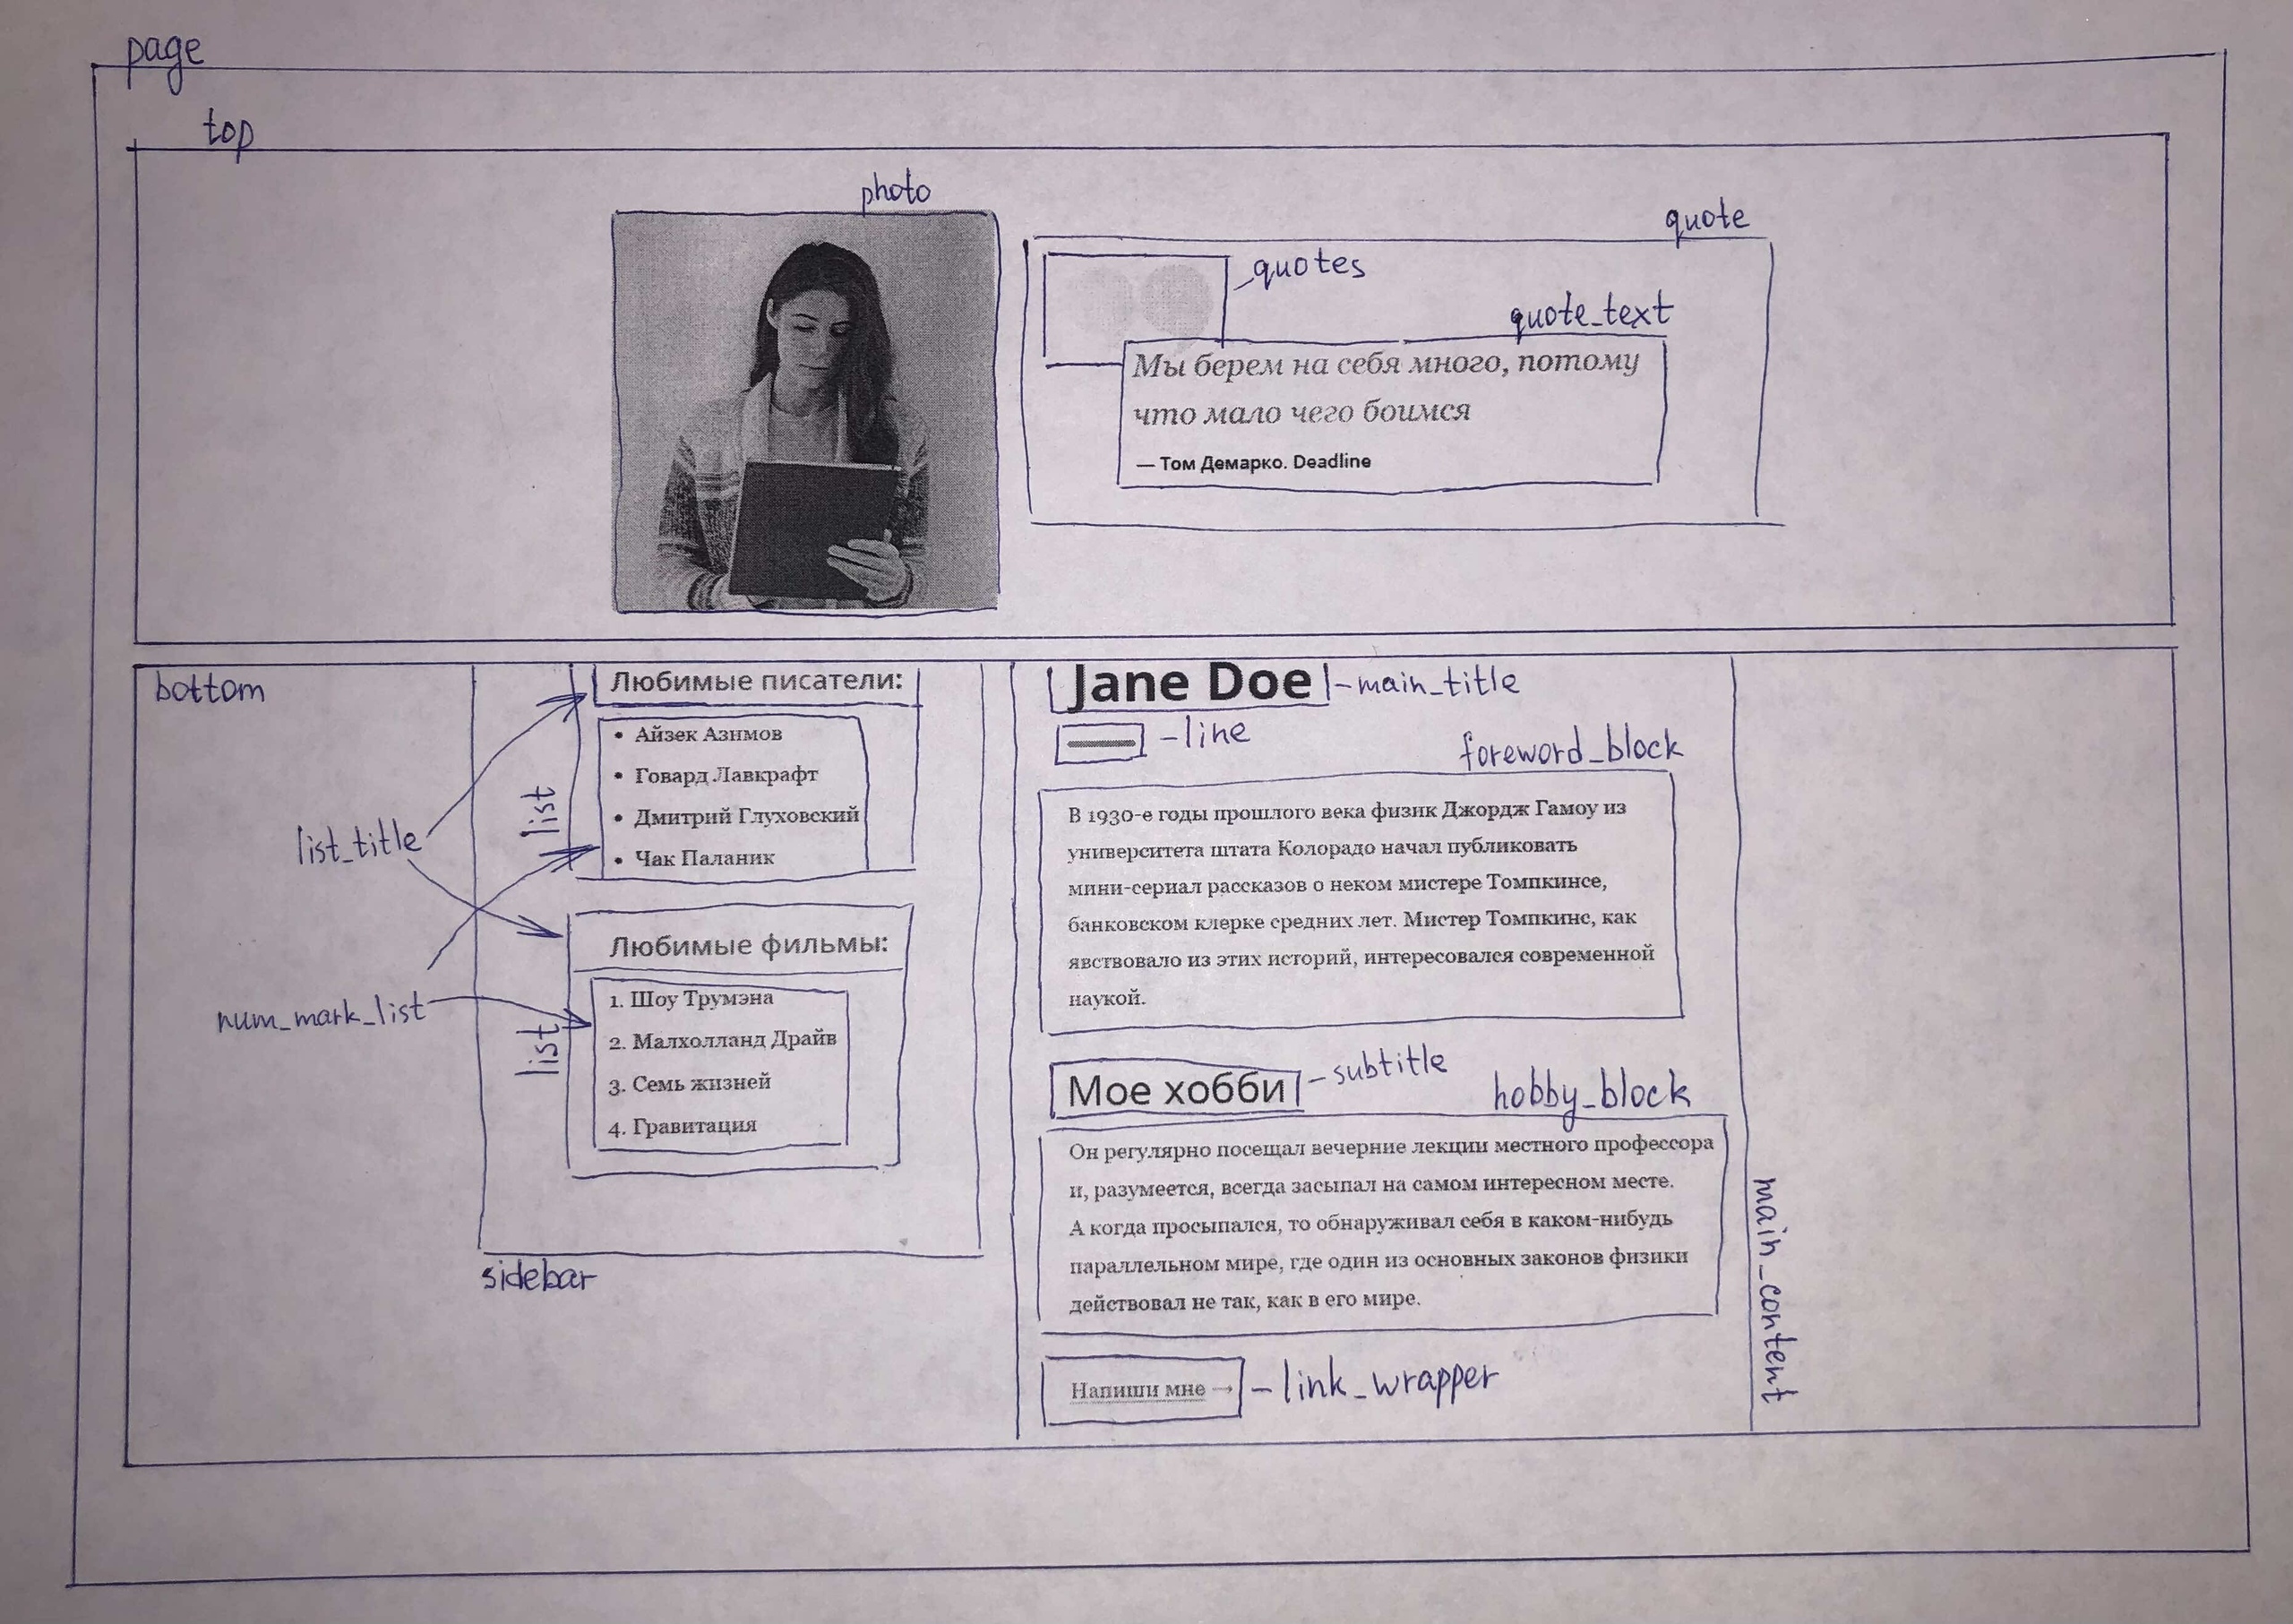 page
top
photo
quote
quotes
quote_text
Мы берем на себя много, потому
что мало чего боимся
— Том Демарко. Deadline
bottom
list_title
num_mark_list
list
Любимые писатели:
• Айзек Азимов
• Говард Лавкрафт
• Дмитрий Глуховский
• Чак Паланик
list
Любимые фильмы:
1. Шоу Трумэна
2. Малхолланд Драйв
3. Семь жизней
4. Гравитация
sidebar
Jane Doe -main_title
-line
foreword_block
В 1930-е годы прошлого века физик Джордж Гамоу из
университета штата Колорадо начал публиковать
мини-сериал рассказов о неком мистере Томпкинсе,
банковском клерке средних лет. Мистер Томпкинс, как
явствовало из этих историй, интересовался современной
наукой.
Мое хобби -subtitle
hobby_block
Он регулярно посещал вечерние лекции местного профессора
и, разумеется, всегда засыпал на самом интересном месте.
А когда просыпался, то обнаруживал себя в каком-нибудь
параллельном мире, где один из основных законов физики
действовал не так, как в его мире.
Напиши мне → -link_wrapper
main_content